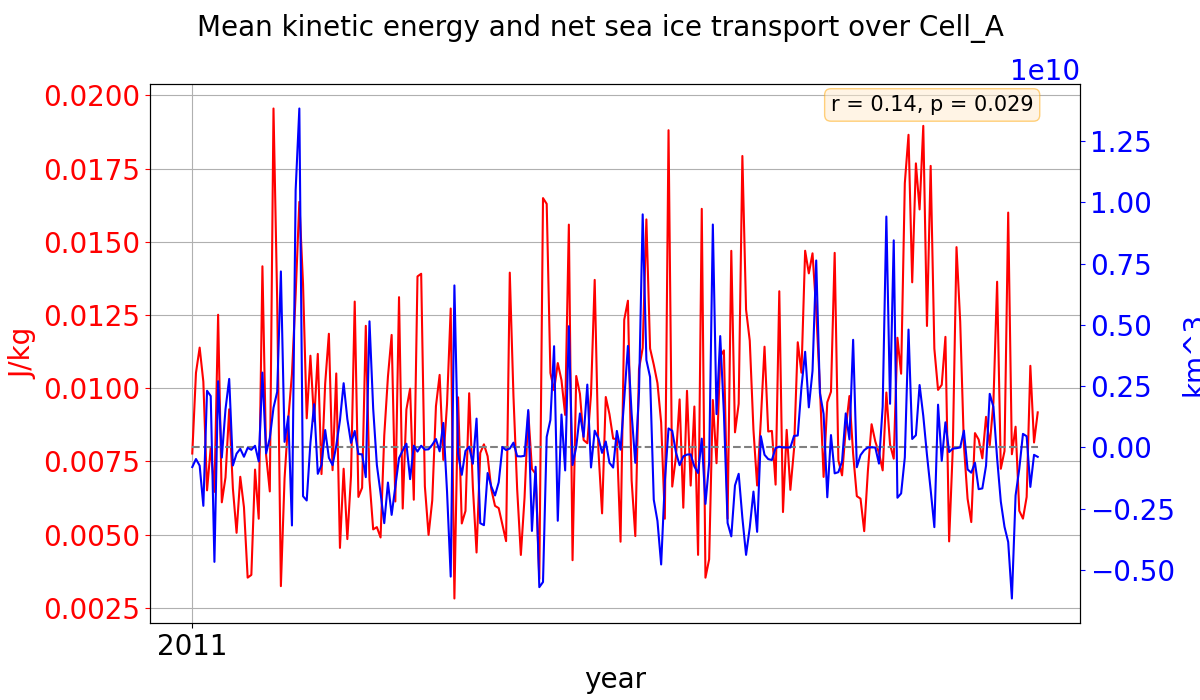 Mean kinetic energy and net sea ice transport over Cell_A
1e10
r = 0.14, p = 0.029
0.0200
0.0175
0.0150
0.0125
0.0100
0.0075
0.0050
0.0025
J/kg
1.25
1.00
0.75
0.50
0.25
0.00
−0.25
−0.50
km^3
2011
year